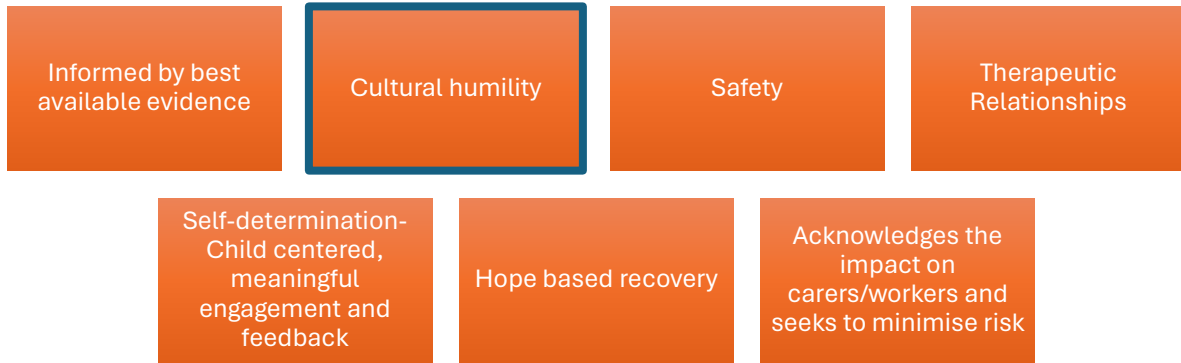 Informed by best
available evidence
Cultural humility
Safety
Therapeutic
Relationships
Self-determination-
Child centered,
meaningful
engagement and
feedback
Hope based recovery
Acknowledges the
impact on
carers/workers and
seeks to minimise risk